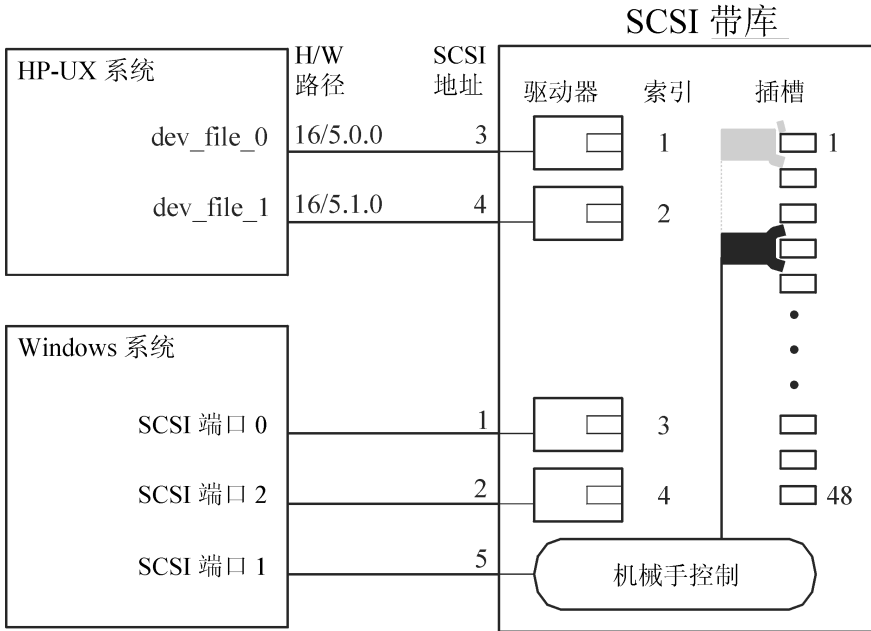 SCSI 带库
HP-UX 系统
H/W
路径
SCSI
地址
驱动器
索引
插槽
dev_file_0
16/5.0.0
3
1
1
dev_file_1
16/5.1.0
4
2
Windows 系统
SCSI 端口 0
1
3
SCSI 端口 2
2
4
48
SCSI 端口 1
5
机械手控制